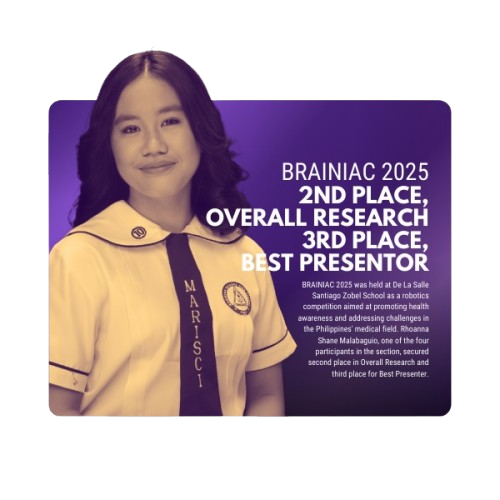 BRAINIAC 2025
2ND PLACE,
OVERALL RESEARCH
3RD PLACE,
BEST PRESENTOR
BRAINIAC 2025 was held at De La Salle
Santiago Zobel School as a robotics
competition aimed at promoting health
awareness and addressing challenges in
the Philippines' medical field. Rhoanna
Shane Malabaguio, one of the four
participants in the section, secured
second place in Overall Research and
third place for Best Presenter.
MARISCI
10